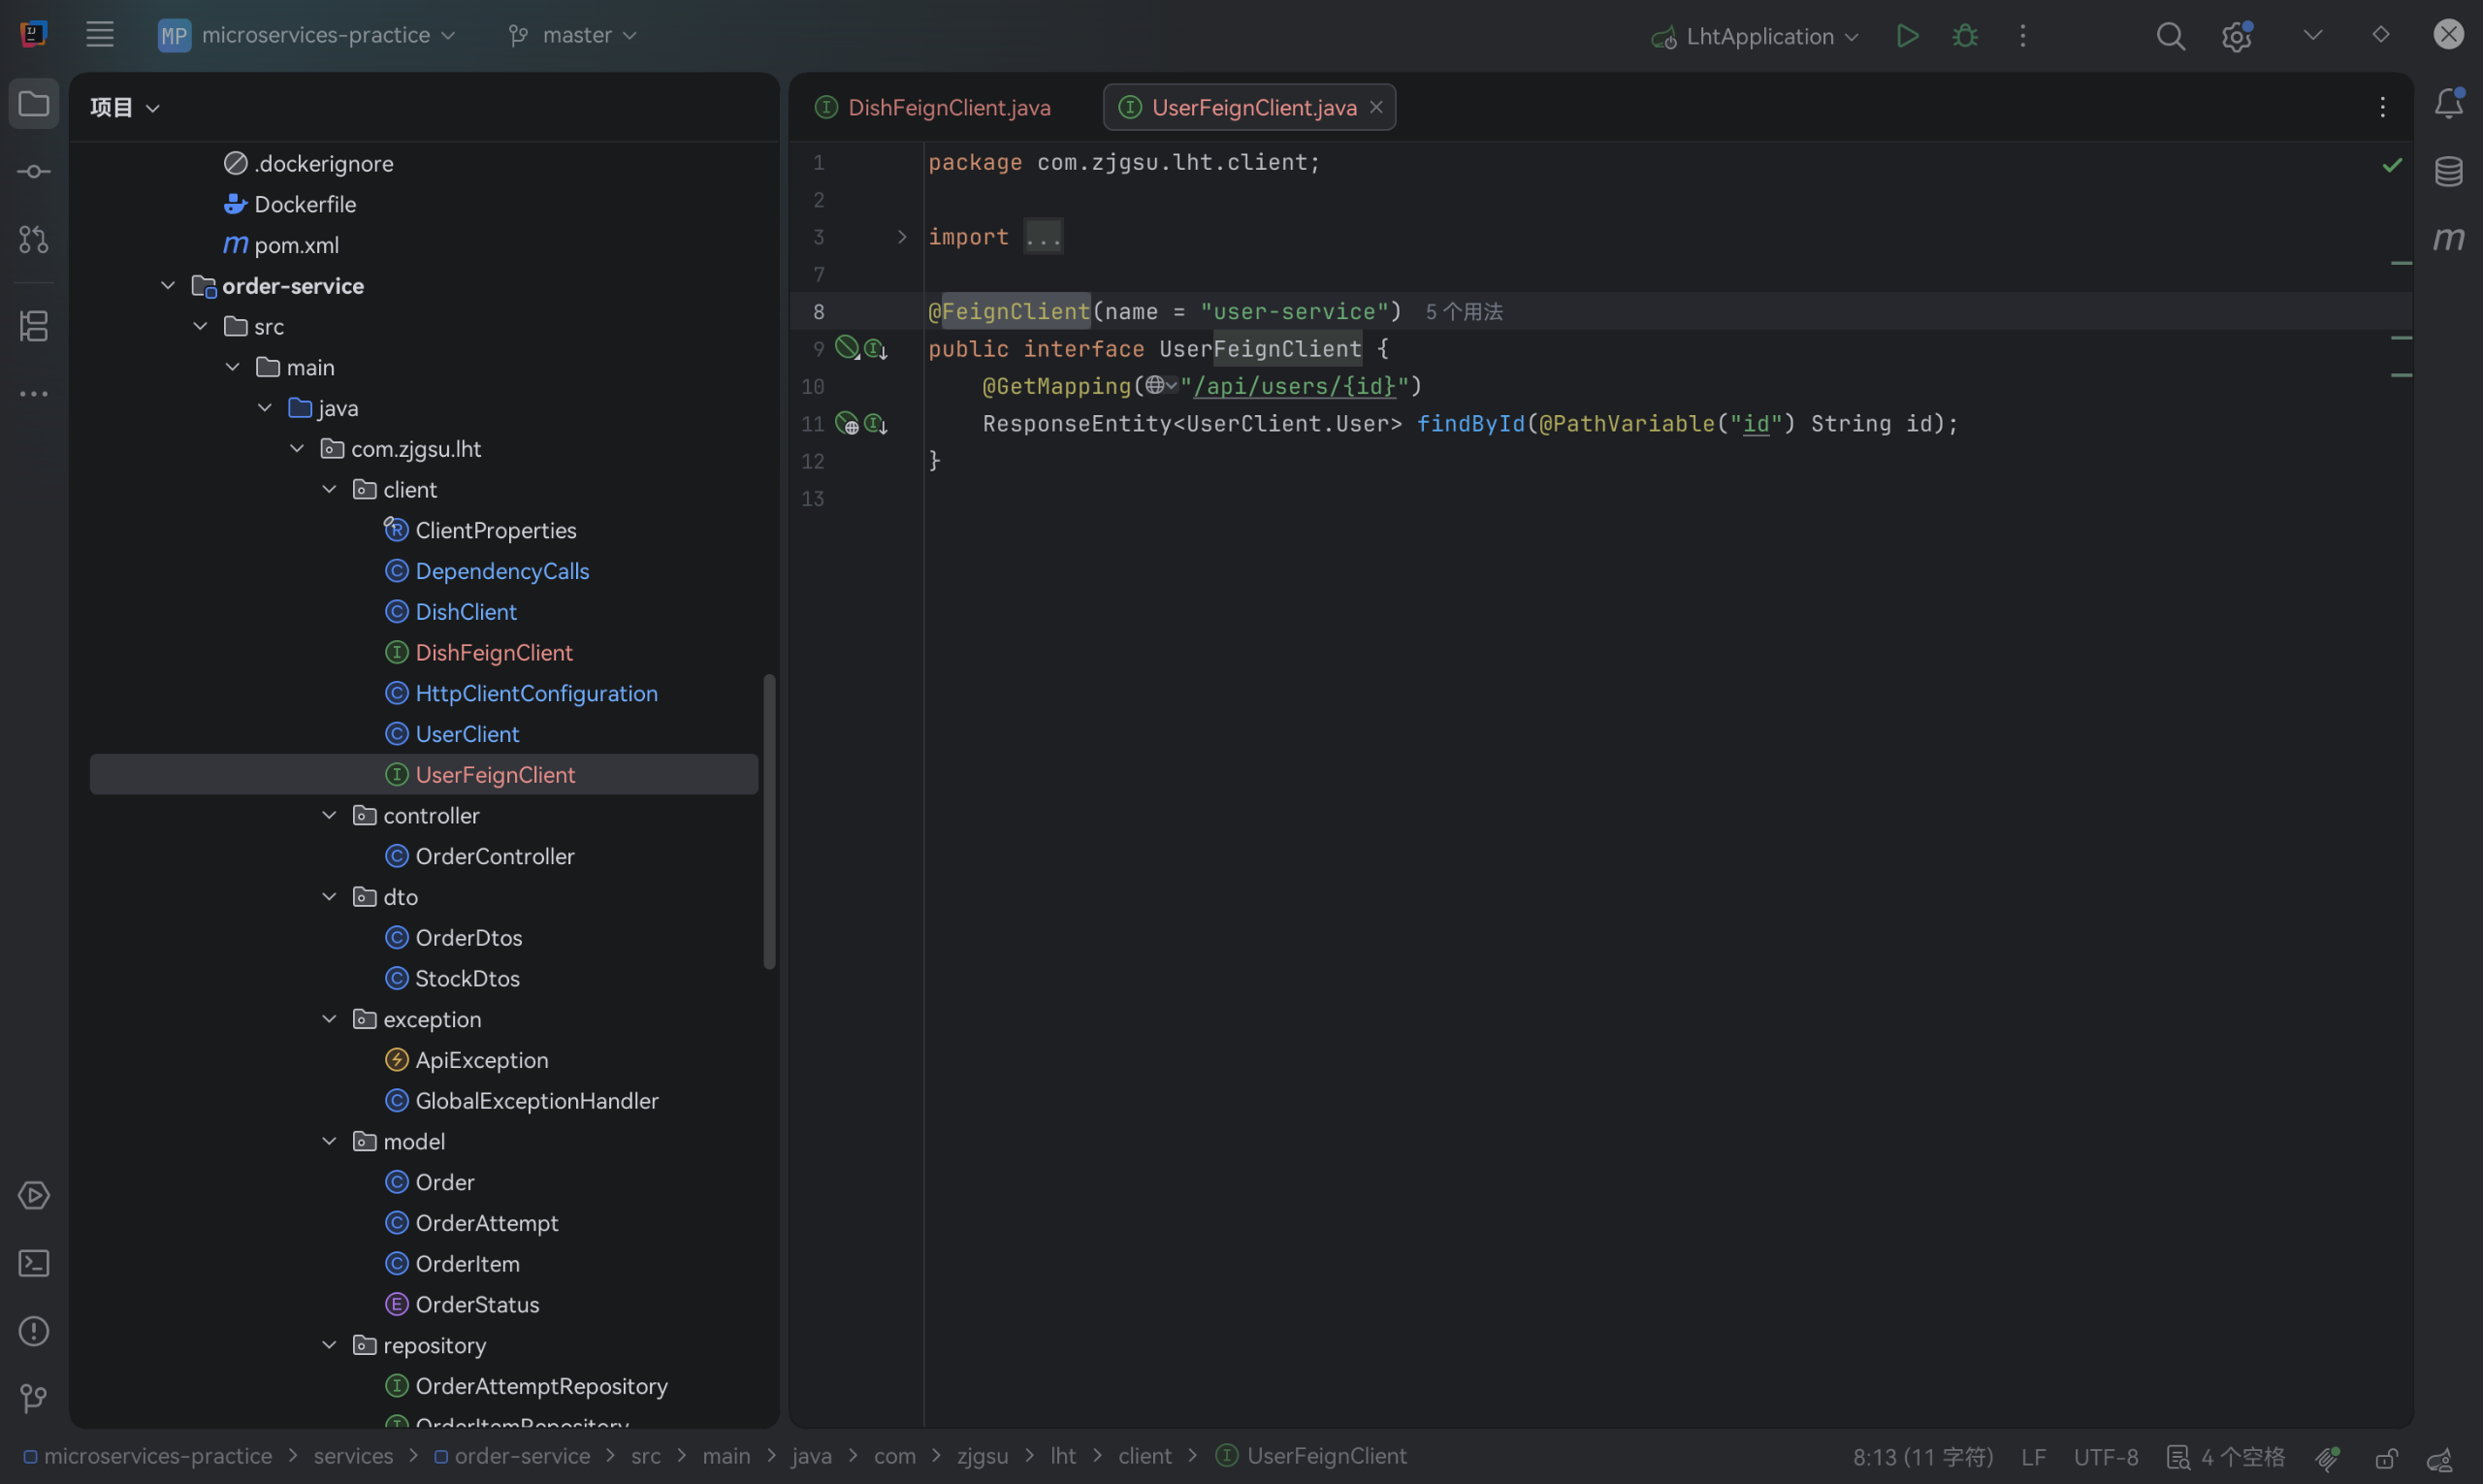 MP microservices-practice master LhtApplication
项目
.dockerignore
Dockerfile
pom.xml
order-service
src
main
java
com.zjgsu.lht
client
ClientProperties
DependencyCalls
DishClient
DishFeignClient
HttpClientConfiguration
UserClient
UserFeignClient
controller
OrderController
dto
OrderDtos
StockDtos
exception
ApiException
GlobalExceptionHandler
model
Order
OrderAttempt
OrderItem
OrderStatus
repository
OrderAttemptRepository
OrderItemRepository
DishFeignClient.java UserFeignClient.java
1 package com.zjgsu.lht.client;
2
3 import ...
7
8 @FeignClient(name = "user-service") 5 个用法
9 public interface UserFeignClient {
10 @GetMapping("/api/users/{id}")
11 ResponseEntity<UserClient.User> findById(@PathVariable("id") String id);
12 }
13
microservices-practice > services > order-service > src > main > java > com > zjgsu > lht > client > UserFeignClient 8:13 (11 字符) LF UTF-8 4 个空格